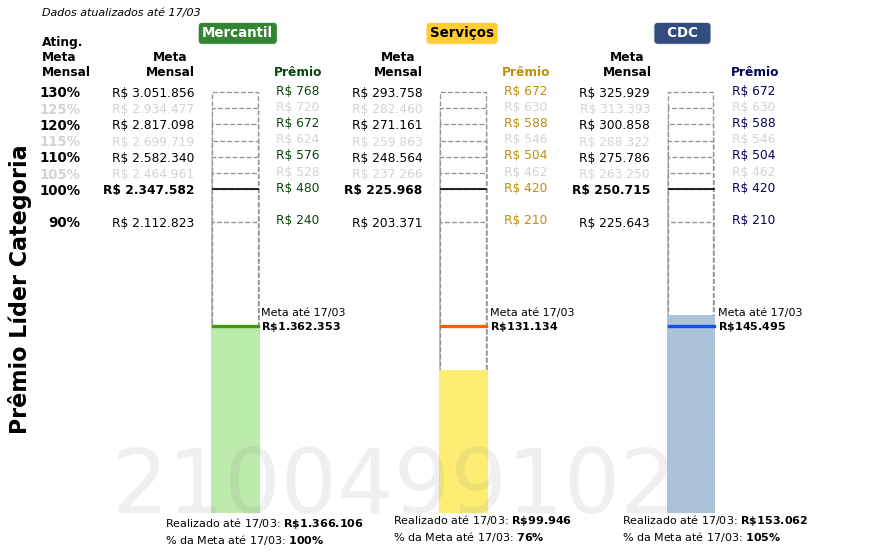 Dados atualizados até 17/03
Mercantil Serviços CDC
Ating. Meta Mensal
Meta Mensal Prêmio Meta Mensal Prêmio Meta Mensal Prêmio
130% R$ 3.051.856 R$ 768 R$ 293.758 R$ 672 R$ 325.929 R$ 672
125% R$ 2.934.477 R$ 720 R$ 282.460 R$ 630 R$ 313.393 R$ 630
120% R$ 2.817.098 R$ 672 R$ 271.161 R$ 588 R$ 300.858 R$ 588
115% R$ 2.699.719 R$ 624 R$ 259.863 R$ 546 R$ 288.322 R$ 546
110% R$ 2.582.340 R$ 576 R$ 248.564 R$ 504 R$ 275.786 R$ 504
105% R$ 2.464.961 R$ 528 R$ 237.266 R$ 462 R$ 263.250 R$ 462
100% R$ 2.347.582 R$ 480 R$ 225.968 R$ 420 R$ 250.715 R$ 420
90% R$ 2.112.823 R$ 240 R$ 203.371 R$ 210 R$ 225.643 R$ 210
Prêmio Líder Categoria
Meta até 17/03 Meta até 17/03 Meta até 17/03
R$1.362.353 R$131.134 R$145.495
2100499102
Realizado até 17/03: R$1.366.106 Realizado até 17/03: R$99.946 Realizado até 17/03: R$153.062
% da Meta até 17/03: 100% % da Meta até 17/03: 76% % da Meta até 17/03: 105%